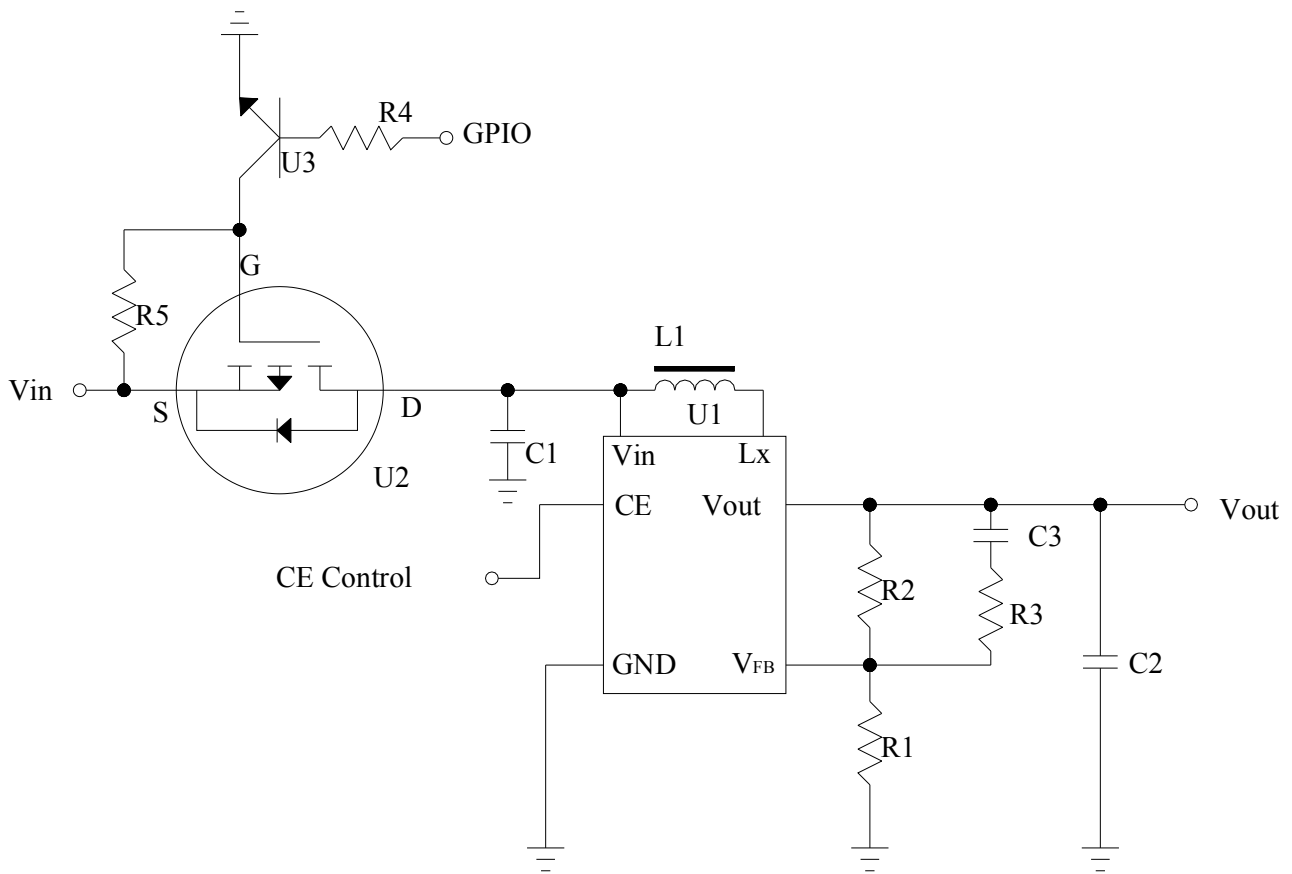 R4
GPIO
U3
G
R5
L1
Vin
S
D
U1
C1
Vin
Lx
U2
CE
Vout
Vout
C3
CE Control
R2
R3
GND
VFB
C2
R1